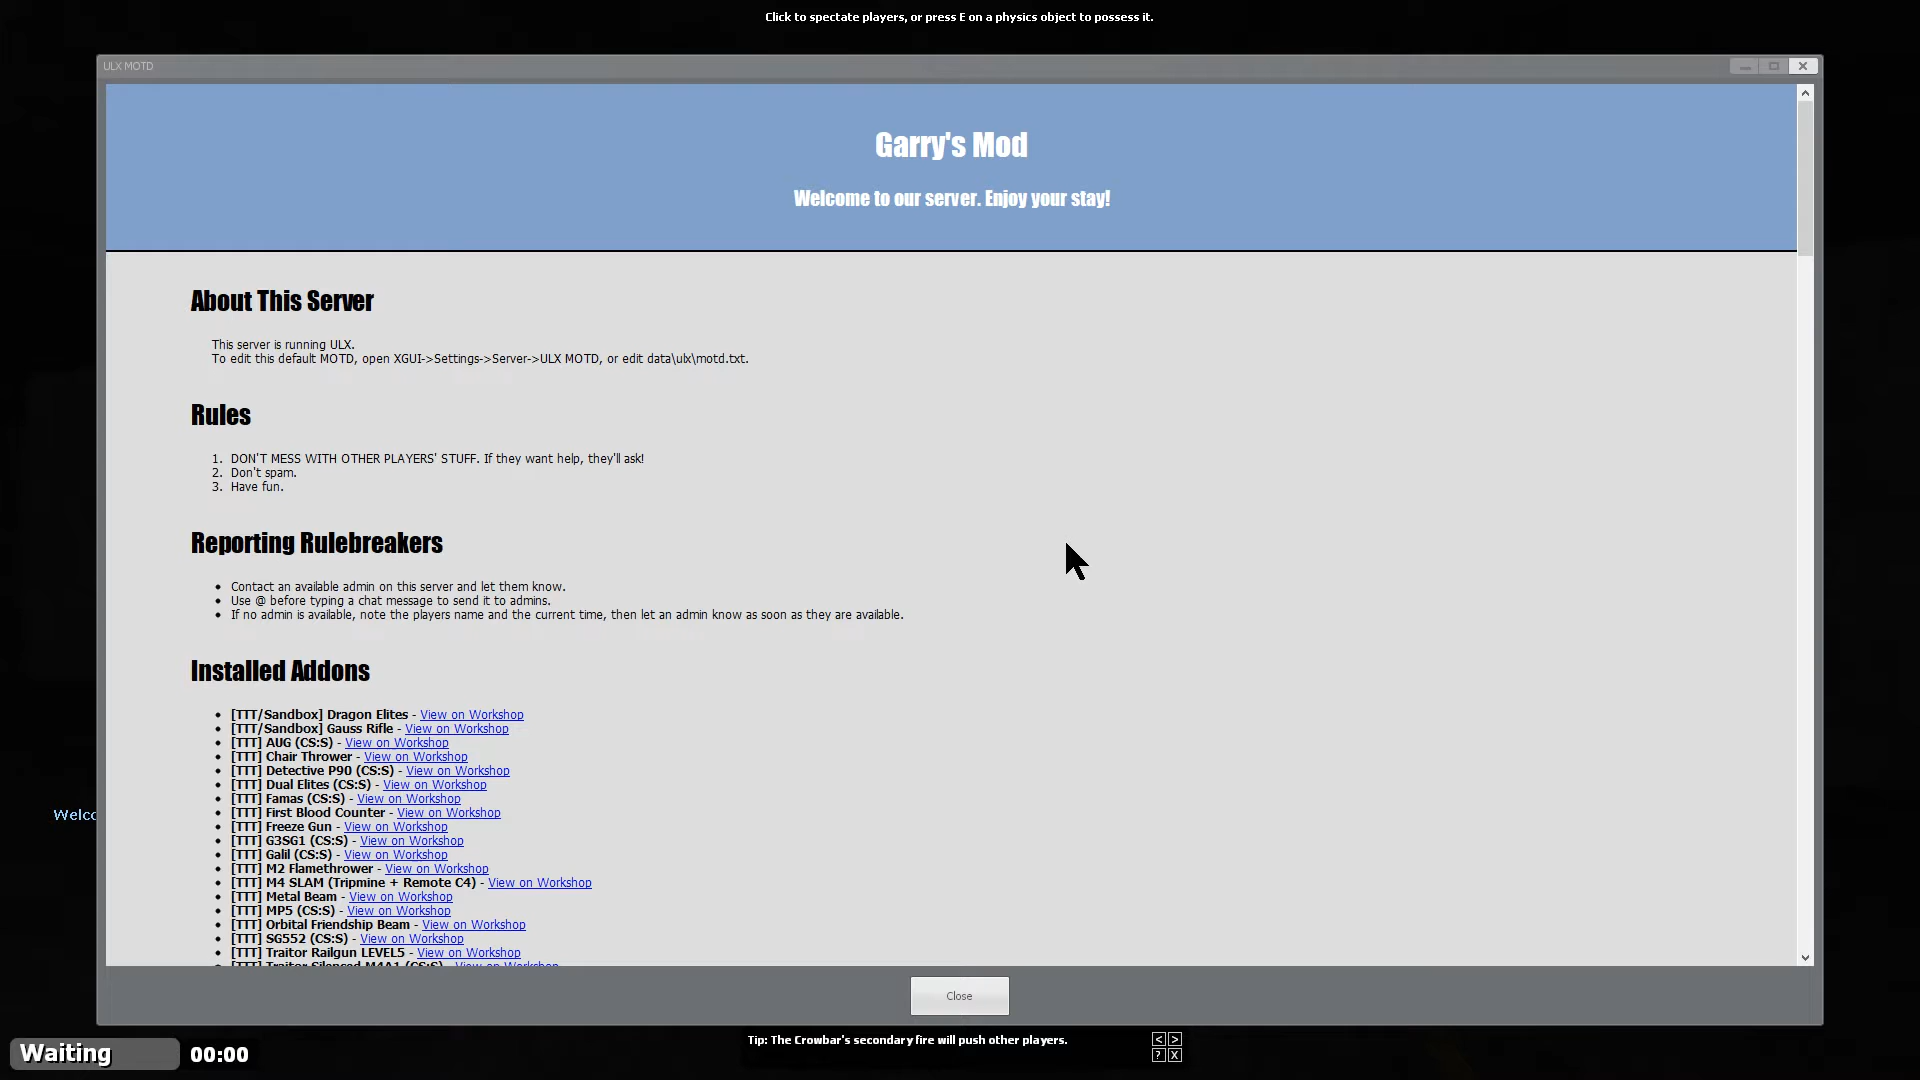 Click to spectate players, or press E on a physics object to possess it.
ULX MOTD
Garry's Mod
Welcome to our server. Enjoy your stay!
About This Server
This server is running ULX.
To edit this default MOTD, open XGUI->Settings->Server->ULX MOTD, or edit data\ulx\motd.txt.
Rules
1. DON'T MESS WITH OTHER PLAYERS' STUFF. If they want help, they'll ask!
2. Don't spam.
3. Have fun.
Reporting Rulebreakers
• Contact an available admin on this server and let them know.
• Use @ before typing a chat message to send it to admins.
• If no admin is available, note the players name and the current time, then let an admin know as soon as they are available.
Installed Addons
• [TTT/Sandbox] Dragon Elites - View on Workshop
• [TTT/Sandbox] Gauss Rifle - View on Workshop
• [TTT] AUG (CS:S) - View on Workshop
• [TTT] Chair Thrower - View on Workshop
• [TTT] Detective P90 (CS:S) - View on Workshop
• [TTT] Dual Elites (CS:S) - View on Workshop
• [TTT] Famas (CS:S) - View on Workshop
• [TTT] First Blood Counter - View on Workshop
• [TTT] Freeze Gun - View on Workshop
• [TTT] G3SG1 (CS:S) - View on Workshop
• [TTT] Galil (CS:S) - View on Workshop
Welco
• [TTT] M2 Flamethrower - View on Workshop
• [TTT] M4 SLAM (Tripmine + Remote C4) - View on Workshop
• [TTT] Metal Beam - View on Workshop
• [TTT] MP5 (CS:S) - View on Workshop
• [TTT] Orbital Friendship Beam - View on Workshop
• [TTT] SG552 (CS:S) - View on Workshop
• [TTT] Traitor Railgun LEVEL5 - View on Workshop
• [TTT] Traitor Silenced M4A1 (CS:S) - View on Workshop
Close
Tip: The Crowbar's secondary fire will push other players.
< >
? X
Waiting 00:00